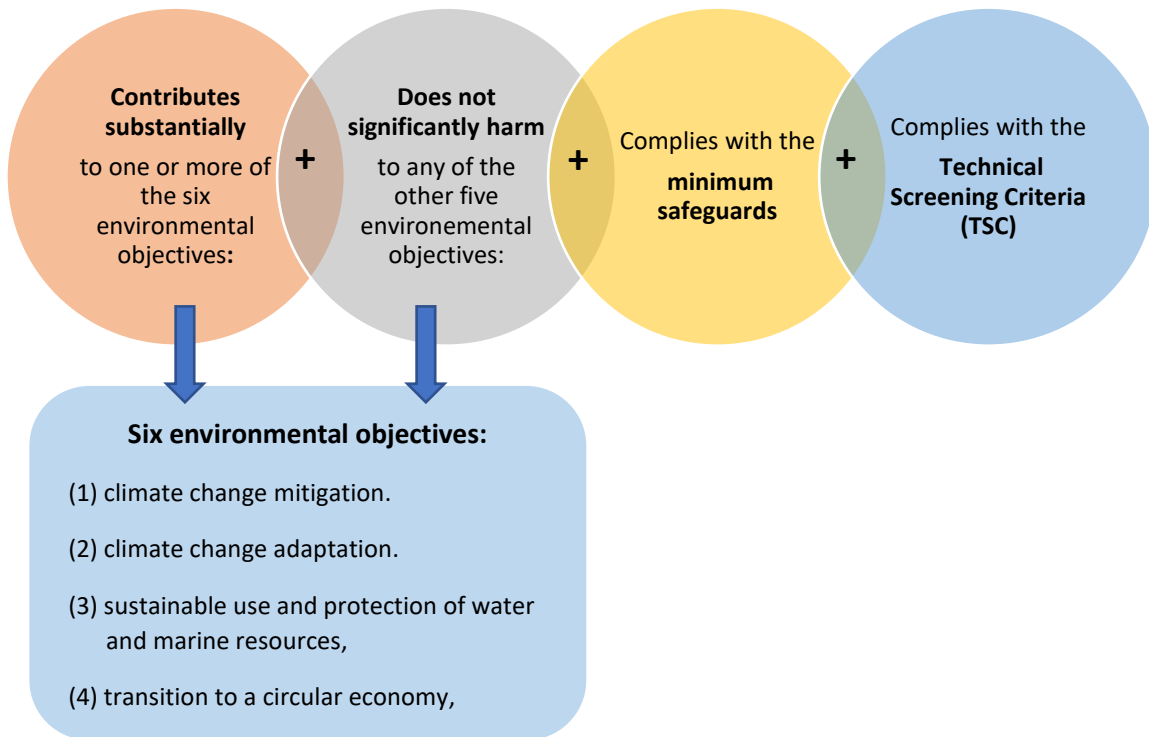 Contributes
substantially
to one or more of
the six
environmental
objectives:
+
Does not
significantly harm
to any of the
other five
environemental
objectives:
+
Complies with the
minimum
safeguards
+
Complies with the
Technical
Screening Criteria
(TSC)
Six environmental objectives:
(1) climate change mitigation.
(2) climate change adaptation.
(3) sustainable use and protection of water
and marine resources,
(4) transition to a circular economy,